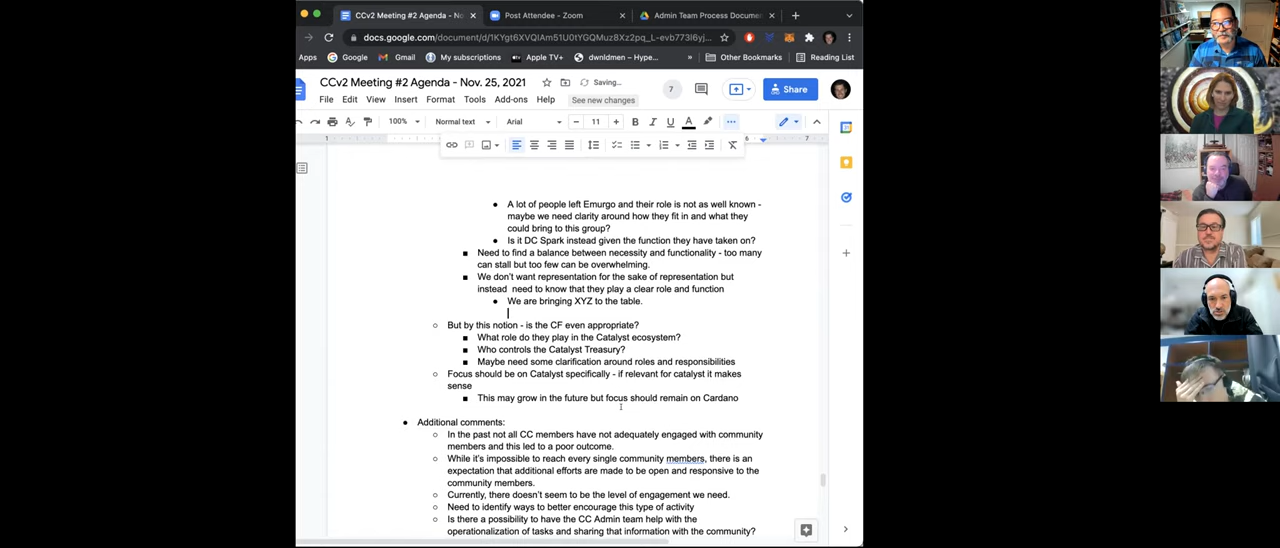 CCv2 Meeting #2 Agenda - No
Post Attendee - Zoom
Admin Team Process Docume
docs.google.com/document/d/1KYgt6XVQIAm51U0tYGQMuz8Xz2pq_L-evb773I6yj...
Apps
Google
Gmail
My subscriptions -...
Apple TV+
dwnldmen – Hype...
»
Other Bookmarks
Reading List
CCv2 Meeting #2 Agenda - Nov. 25, 2021
Saving...
7
Share
File Edit View Insert Format Tools Add-ons Help
See new changes
100%
Normal text
Arial
11
B I U A
1
6
7
● A lot of people left Emurgo and their role is not as well known -
maybe we need clarity around how they fit in and what they
could bring to this group?
● Is it DC Spark instead given the function they have taken on?
■ Need to find a balance between necessity and functionality - too many
can stall but too few can be overwhelming.
■ We don't want representation for the sake of representation but
instead need to know that they play a clear role and function
● We are bringing XYZ to the table.
○ But by this notion - is the CF even appropriate?
■ What role do they play in the Catalyst ecosystem?
■ Who controls the Catalyst Treasury?
■ Maybe need some clarification around roles and responsibilities
○ Focus should be on Catalyst specifically - if relevant for catalyst it makes
sense
■ This may grow in the future but focus should remain on Cardano
● Additional comments:
○ In the past not all CC members have not adequately engaged with community
members and this led to a poor outcome.
○ While it's impossible to reach every single community members, there is an
expectation that additional efforts are made to be open and responsive to the
community members.
○ Currently, there doesn't seem to be the level of engagement we need.
○ Need to identify ways to better encourage this type of activity
○ Is there a possibility to have the CC Admin team help with the
operationalization of tasks and sharing that information with the community?